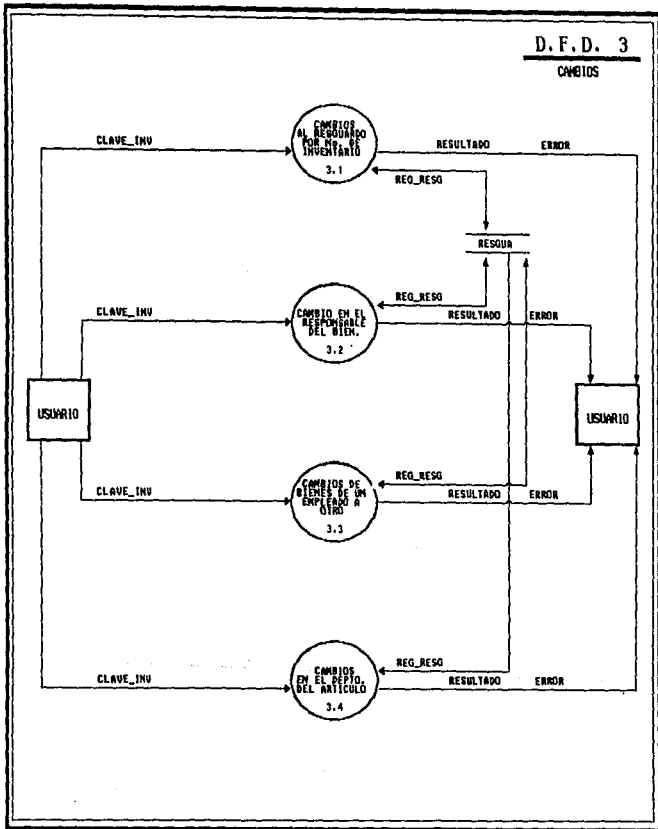 D.F.D. 3
CAMBIOS
CAMBIOS
AL RESGUARDO
POR No. DE
INVENTARIO
3.1
CLAVE_INV
RESULTADO ERROR
REG_RESG
RESGUA
REG_RESG
CLAVE_INV
CAMBIO EN EL
RESPONSABLE
DEL BIEN.
3.2
RESULTADO ERROR
USUARIO
USUARIO
REG_RESG
CLAVE_INV
CAMBIOS DE
BIENES DE UN
EMPLEADO A
OTRO
3.3
RESULTADO ERROR
REG_RESG
CLAVE_INV
CAMBIOS
EN EL DEPTO.
DEL ARTICULO
3.4
RESULTADO ERROR